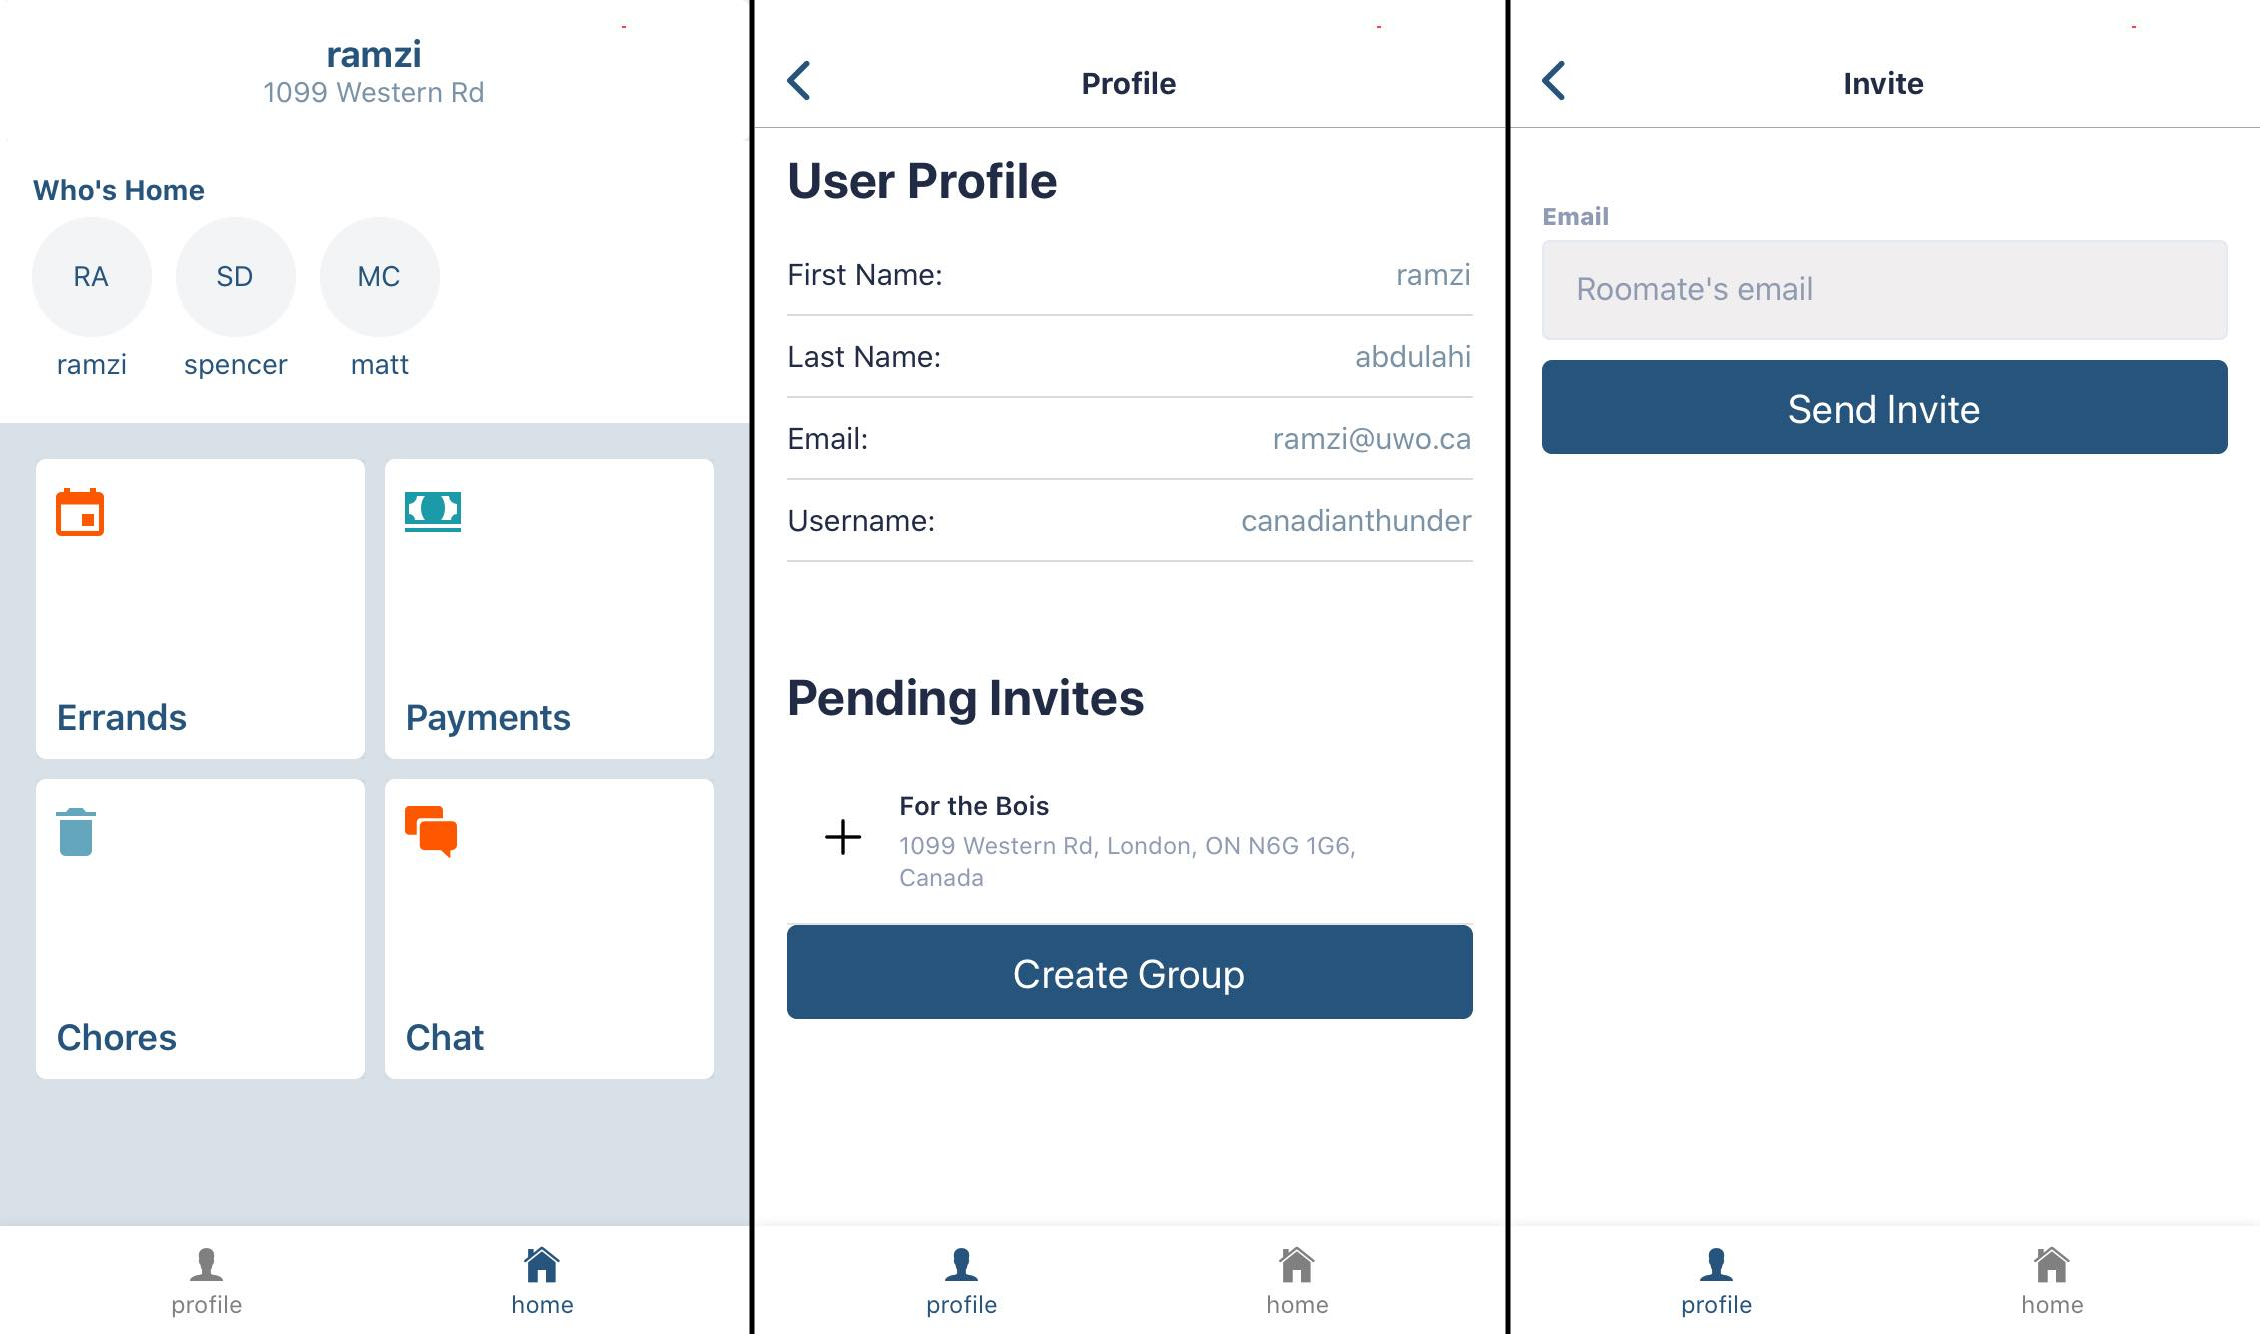 ramzi
1099 Western Rd
Who's Home
RA SD MC
ramzi spencer matt
Errands Payments
Chores Chat
profile home
Profile
User Profile
First Name: ramzi
Last Name: abdulahi
Email: ramzi@uwo.ca
Username: canadianthunder
Pending Invites
For the Bois
1099 Western Rd, London, ON N6G 1G6,
Canada
Create Group
profile home
Invite
Email
Roomate's email
Send Invite
profile home